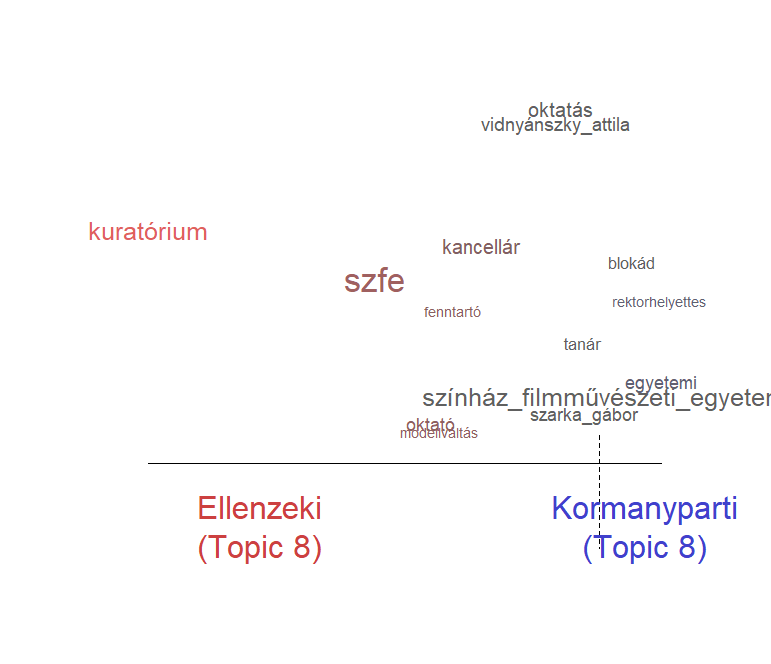 oktatás
vidnyánszky_attila
kuratórium
kancellár
blokád
szfe
rektorhelyettes
fenntartó
tanár
egyetemi
színház_filmművészeti_egyetem
szarka_gábor
oktató
modellváltás
Ellenzeki
(Topic 8)
Kormanyparti
(Topic 8)